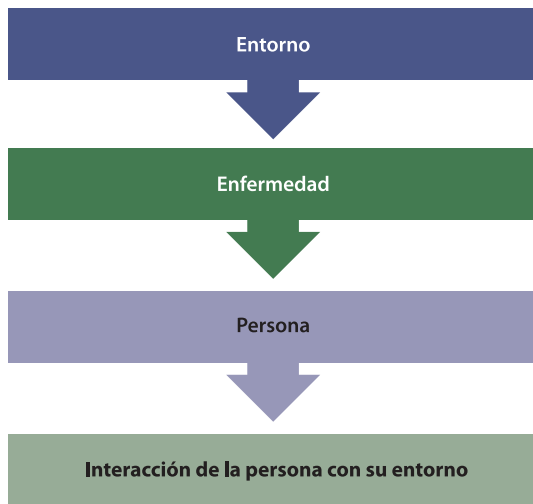 Entorno
Enfermedad
Persona
Interacción de la persona con su entorno